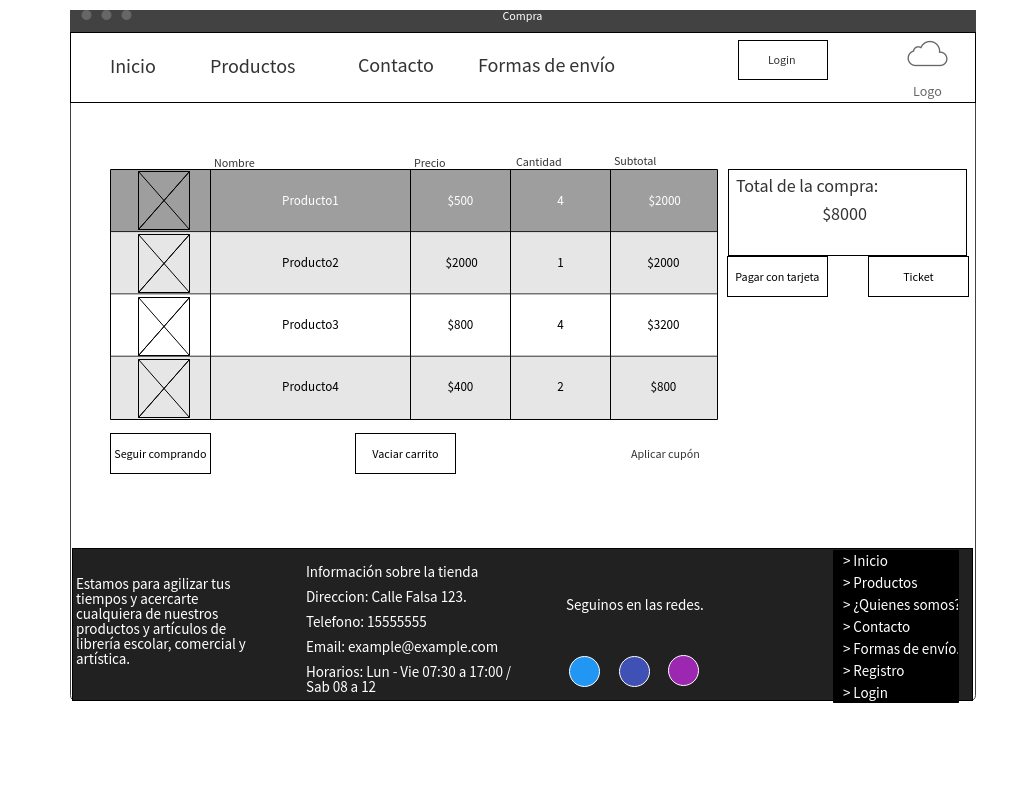 Compra
Inicio Productos Contacto Formas de envío Login
Logo
Nombre Precio Cantidad Subtotal
Producto1 $500 4 $2000
Producto2 $2000 1 $2000
Producto3 $800 4 $3200
Producto4 $400 2 $800
Total de la compra:
$8000
Pagar con tarjeta Ticket
Seguir comprando Vaciar carrito Aplicar cupón
Estamos para agilizar tus
tiempos y acercarte
cualquiera de nuestros
productos y artículos de
librería escolar, comercial y
artística.
Información sobre la tienda
Direccion: Calle Falsa 123.
Telefono: 15555555
Email: example@example.com
Horarios: Lun - Vie 07:30 a 17:00 /
Sab 08 a 12
Seguinos en las redes.
> Inicio
> Productos
> ¿Quienes somos?
> Contacto
> Formas de envío.
> Registro
> Login